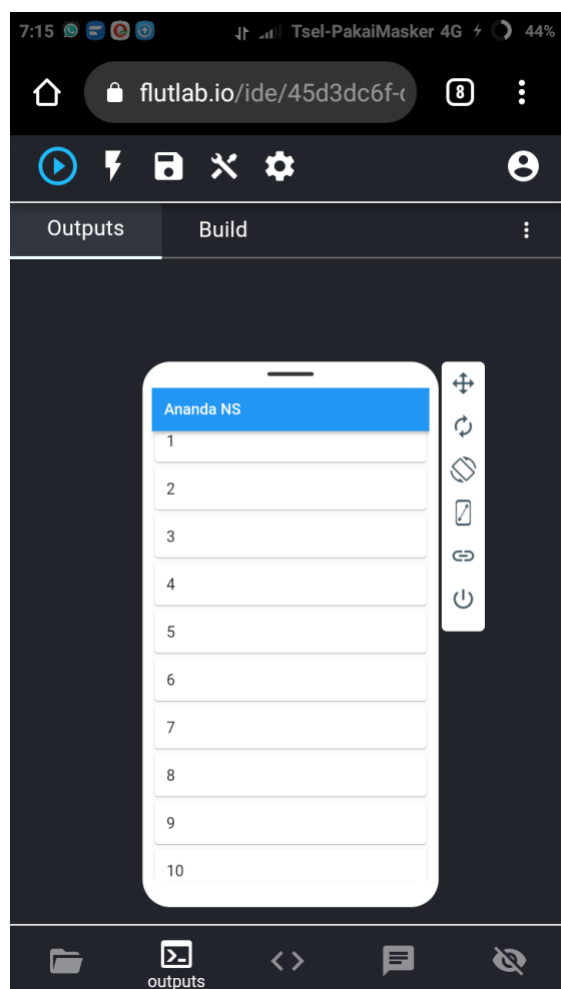 7:15 Tsel-PakaiMasker 4G 44%
flutlab.io/ide/45d3dc6f-c 8
Outputs Build
Ananda NS
1
2
3
4
5
6
7
8
9
10
outputs